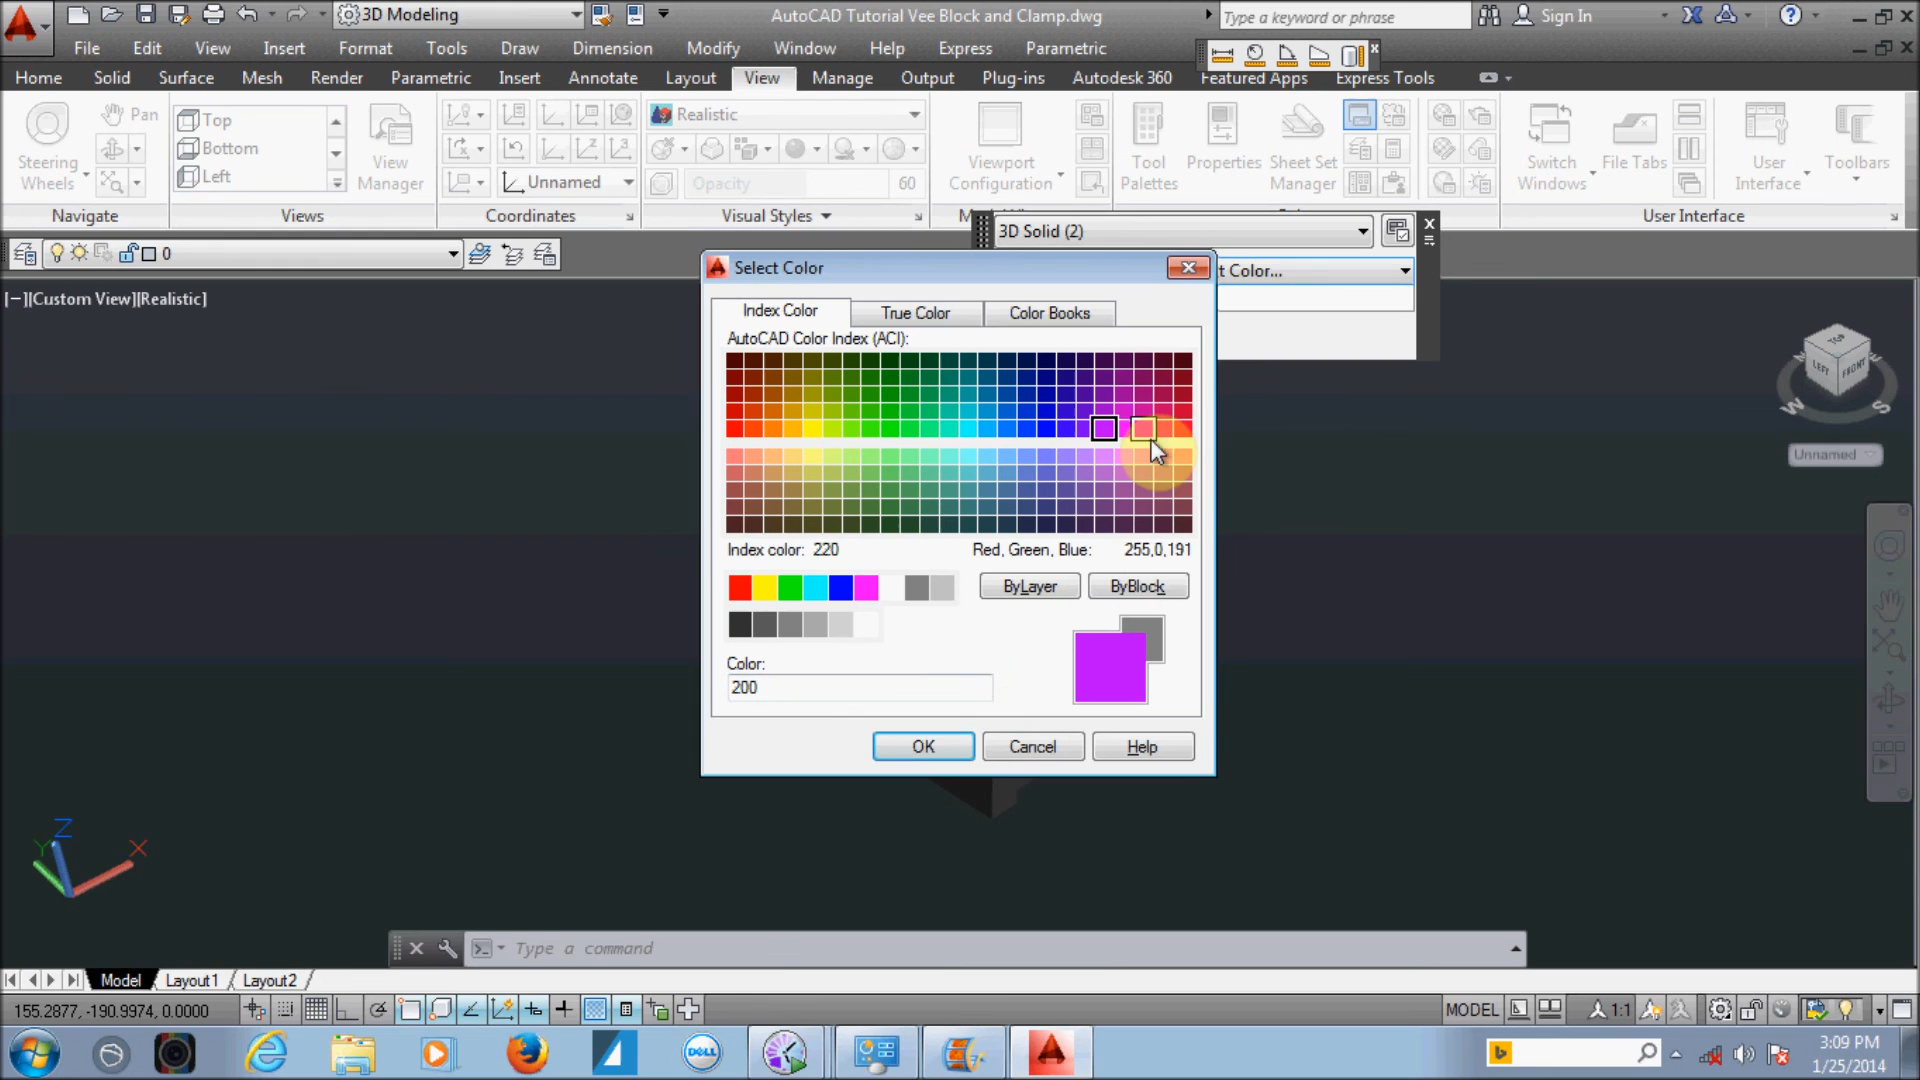 3D Modeling
AutoCAD Tutorial Vee Block and Clamp.dwg
Type a keyword or phrase
Sign In
File Edit View Insert Format Tools Draw Dimension Modify Window Help Express Parametric
Home Solid Surface Mesh Render Parametric Insert Annotate Layout View Manage Output Plug-ins Autodesk 360 Featured Apps Express Tools
Pan
Steering Wheels
Top
Bottom
Left
View Manager
Unnamed
Realistic
Opacity 60
Viewport Configuration
Tool Palettes
Properties
Sheet Set Manager
Switch Windows
File Tabs
User Interface
Toolbars
Navigate
Views
Coordinates
Visual Styles
User Interface
0
3D Solid (2)
t Color...
[−][Custom View][Realistic]
Select Color
Index Color
True Color
Color Books
AutoCAD Color Index (ACI):
Index color: 220
Red, Green, Blue: 255,0,191
ByLayer
ByBlock
Color:
200
OK
Cancel
Help
TOP
LEFT
FRONT
W
S
Unnamed
Z
Y
X
Type a command
Model
Layout1
Layout2
155.2877, -190.9974, 0.0000
MODEL
1:1
DELL
3:09 PM
1/25/2014